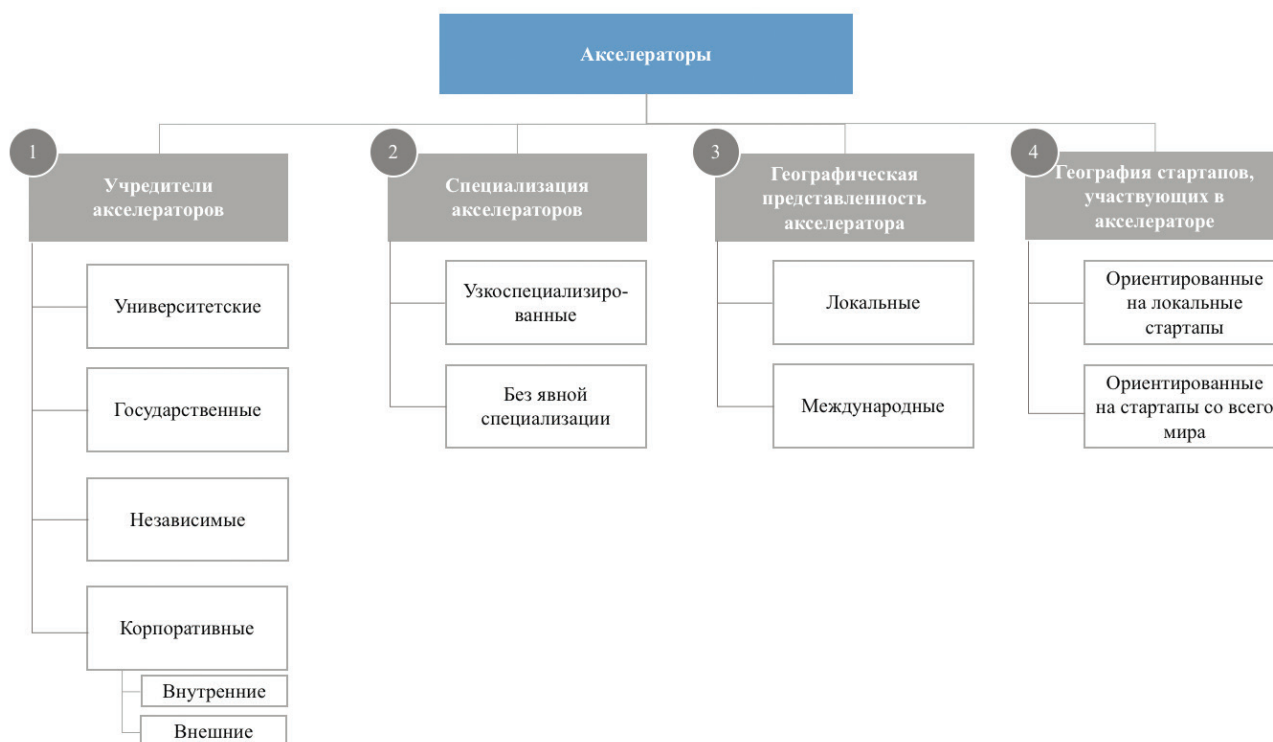 Акселераторы
1
Учредители
акселераторов
Университетские
Государственные
Независимые
Корпоративные
Внутренние
Внешние
2
Специализация
акселераторов
Узкоспециализиро-
ванные
Без явной
специализации
3
Географическая
представленность
акселератора
Локальные
Международные
4
География стартапов,
участвующих в
акселераторе
Ориентированные
на локальные
стартапы
Ориентированные
на стартапы со всего
мира